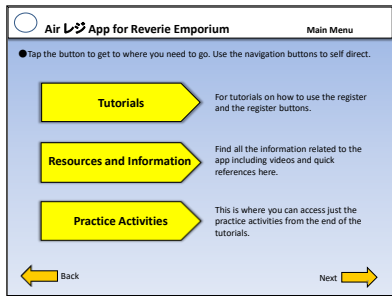 Air レジ App for Reverie Emporium
Main Menu
●Tap the button to get to where you need to go. Use the navigation buttons to self direct.
Tutorials
For tutorials on how to use the register
and the register buttons.
Resources and Information
Find all the information related to the
app including videos and quick
references here.
Practice Activities
This is where you can access just the
practice activities from the end of the
tutorials.
Back
Next